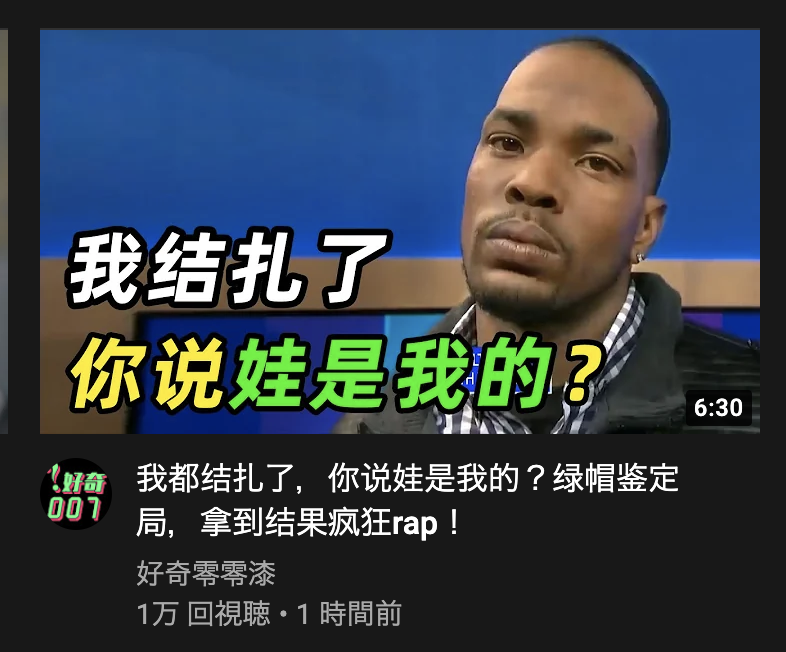 我结扎了
你说娃是我的?
6:30
!好奇
007
我都结扎了，你说娃是我的？绿帽鉴定
局，拿到结果疯狂rap！
好奇零零漆
1万 回視聴・1 時間前